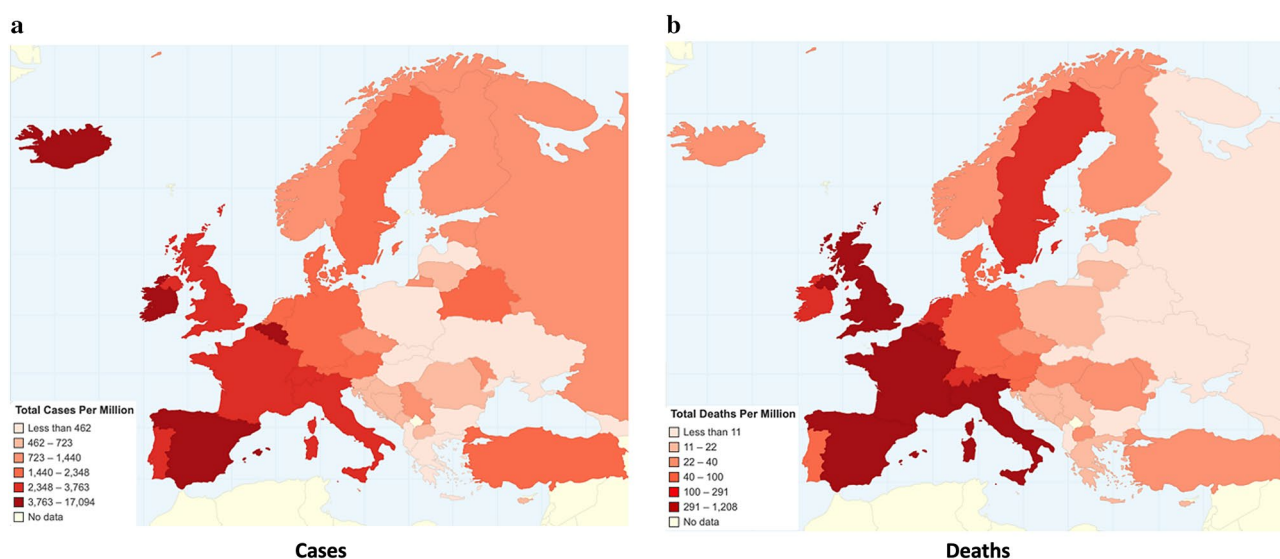 a
b
Total Cases Per Million
Less than 462
462 – 723
723 – 1,440
1,440 – 2,348
2,348 – 3,763
3,763 – 17,094
No data
Total Deaths Per Million
Less than 11
11 – 22
22 – 40
40 – 100
100 – 291
291 – 1,208
No data
Cases
Deaths